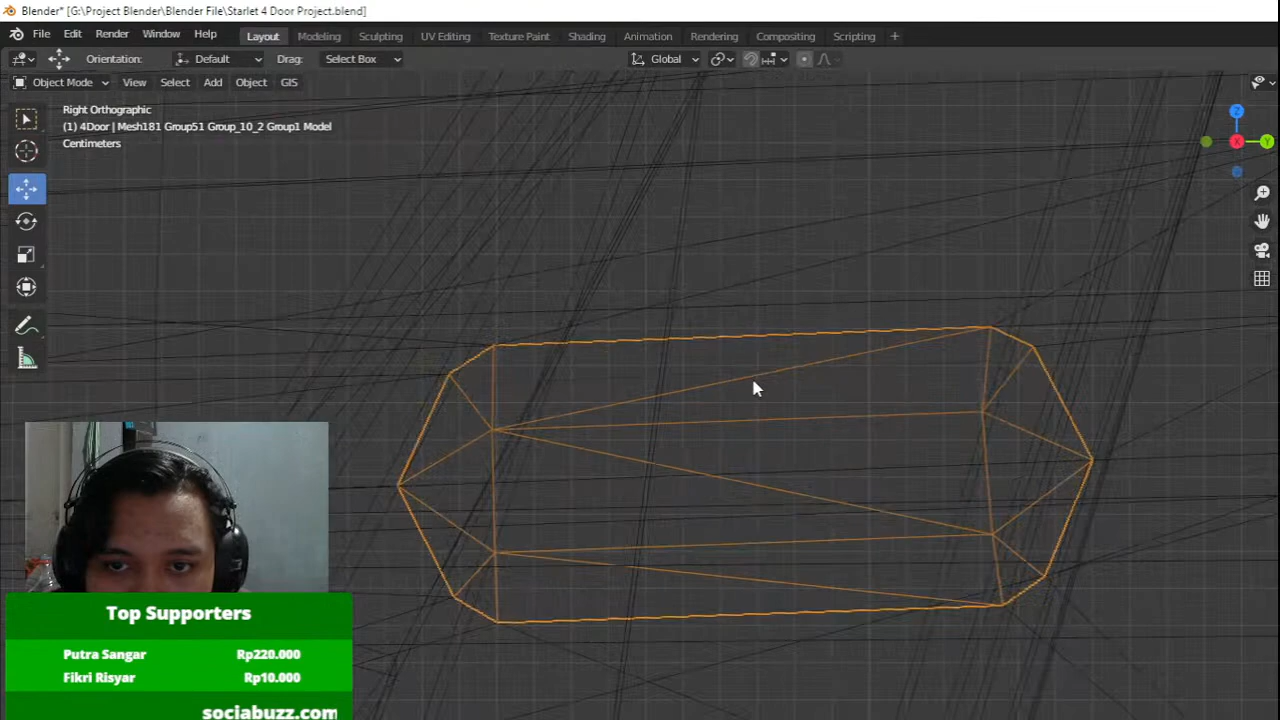 Blender* [G:\Project Blender\Blender File\Starlet 4 Door Project.blend]
File Edit Render Window Help Layout Modeling Sculpting UV Editing Texture Paint Shading Animation Rendering Compositing Scripting +
Orientation: Default Drag: Select Box Global
Object Mode View Select Add Object GIS
Right Orthographic
(1) 4Door | Mesh181 Group51 Group_10_2 Group1 Model
Centimeters
Z
X
Y
Top Supporters
Putra Sangar Rp220.000
Fikri Risyar Rp10.000
sociabuzz.com